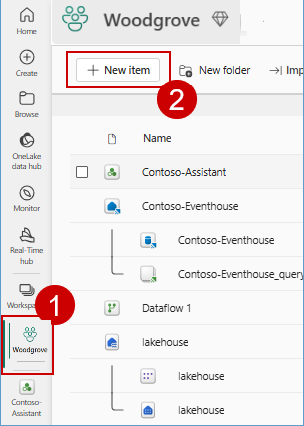 Home
Woodgrove
Create
New item
New folder
Imp
2
Browse
Name
OneLake
data hub
Contoso-Assistant
Contoso-Eventhouse
Monitor
Contoso-Eventhouse
Real-Time
hub
Contoso-Eventhouse_query
Workspa
1
Dataflow 1
Woodgrove
lakehouse
lakehouse
Contoso-
Assistant
lakehouse